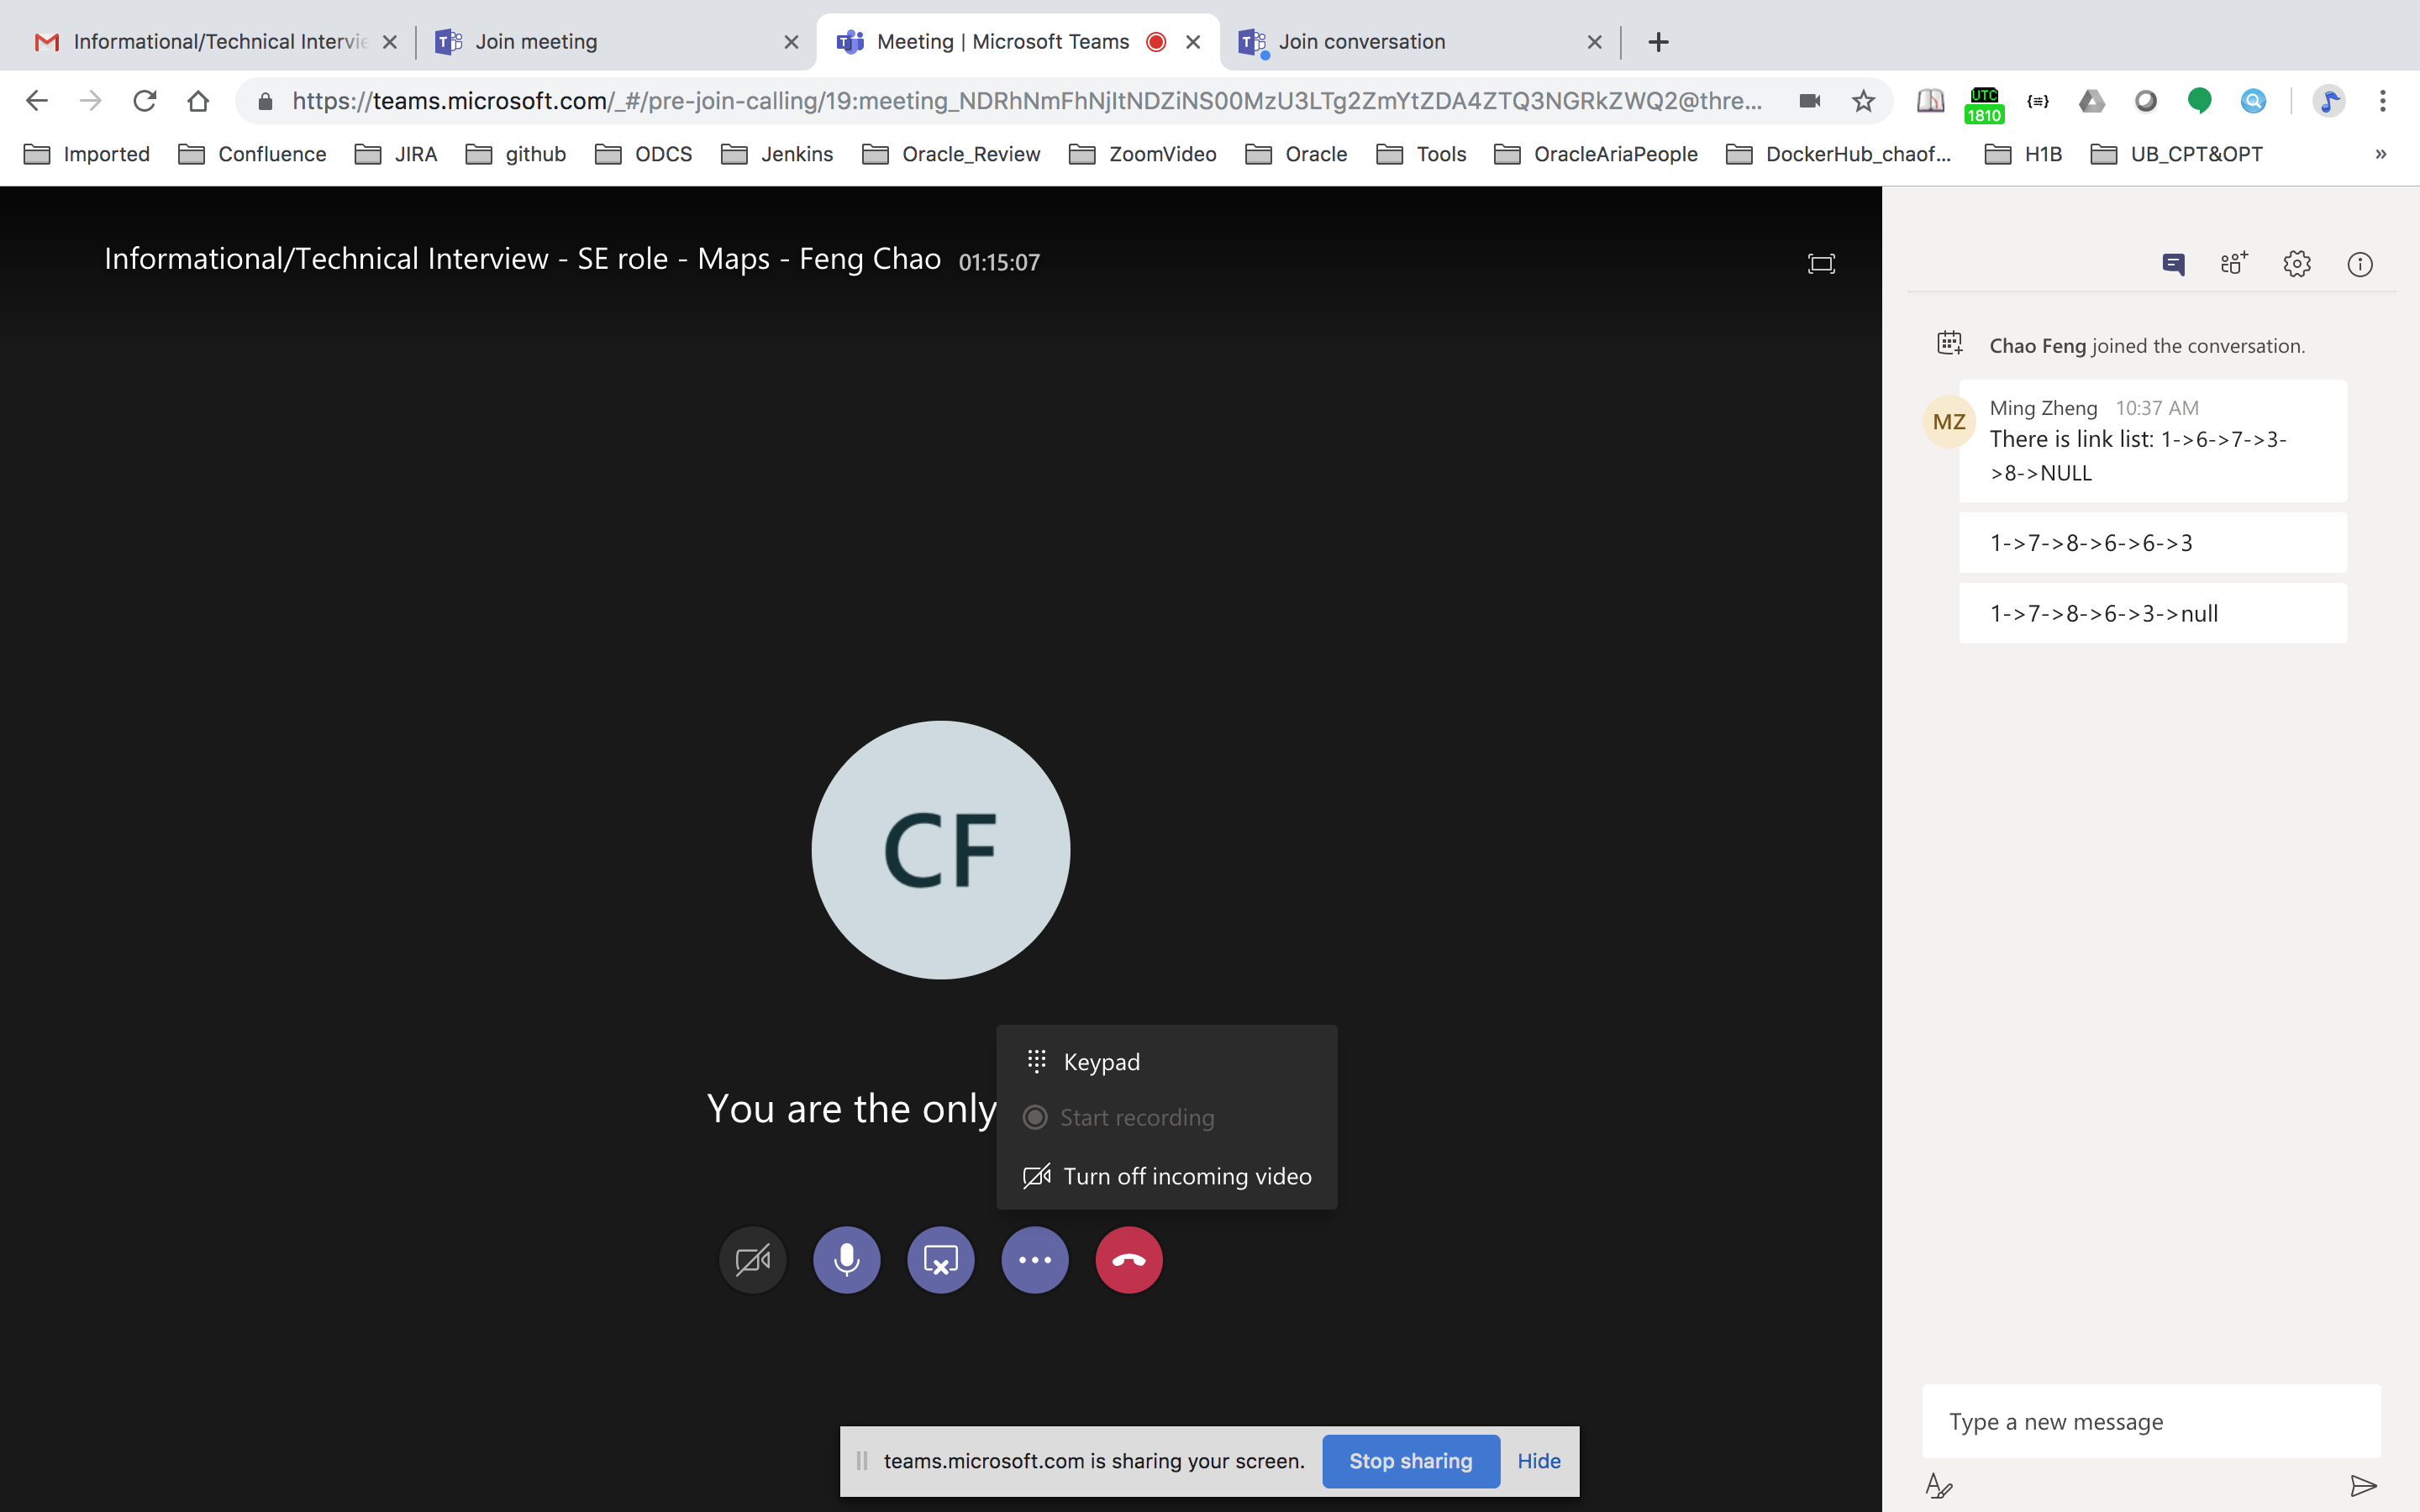 Informational/Technical Intervie
Join meeting
Meeting | Microsoft Teams
Join conversation
https://teams.microsoft.com/_#/pre-join-calling/19:meeting_NDRhNmFhNjItNDZiNS00MzU3LTg2ZmYtZDA4ZTQ3NGRkZWQ2@thre...
UTC
1810
Imported
Confluence
JIRA
github
ODCS
Jenkins
Oracle_Review
ZoomVideo
Oracle
Tools
OracleAriaPeople
DockerHub_chaof...
H1B
UB_CPT&OPT
»
Informational/Technical Interview - SE role - Maps - Feng Chao 01:15:07
Chao Feng joined the conversation.
MZ
Ming Zheng 10:37 AM
There is link list: 1->6->7->3-
>8->NULL
1->7->8->6->6->3
1->7->8->6->3->null
CF
You are the only
Keypad
Start recording
Turn off incoming video
teams.microsoft.com is sharing your screen.
Stop sharing
Hide
Type a new message